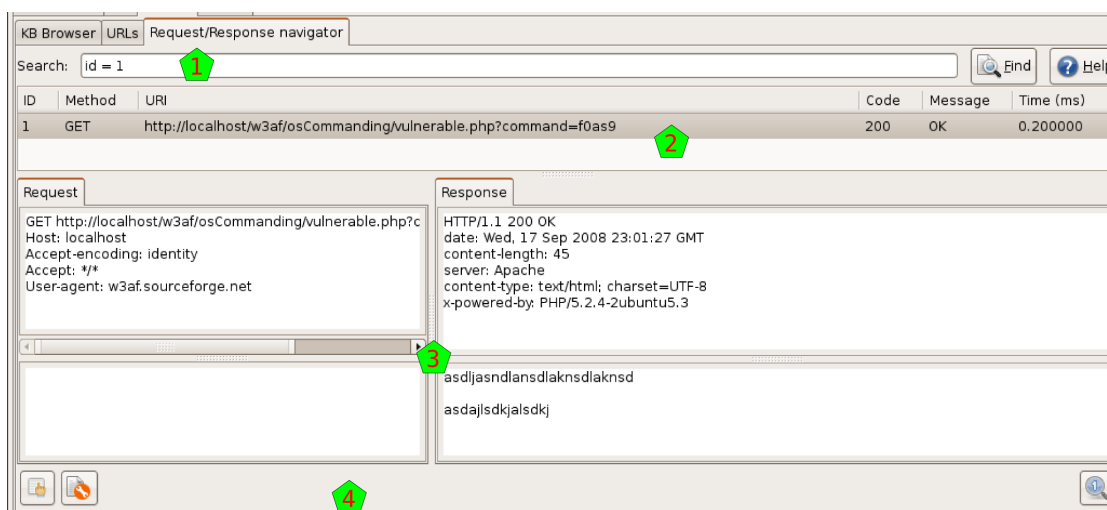 KB Browser URLs Request/Response navigator
Search: id = 1 Find Help
1
ID Method URI Code Message Time (ms)
1 GET http://localhost/w3af/osCommanding/vulnerable.php?command=f0as9 200 OK 0.200000
2
Request
GET http://localhost/w3af/osCommanding/vulnerable.php?c
Host: localhost
Accept-encoding: identity
Accept: */*
User-agent: w3af.sourceforge.net
Response
HTTP/1.1 200 OK
date: Wed, 17 Sep 2008 23:01:27 GMT
content-length: 45
server: Apache
content-type: text/html; charset=UTF-8
x-powered-by: PHP/5.2.4-2ubuntu5.3
3
asdljasndlansdlaknsdlaknsd
asdajlsdkjalsdkj
4
1